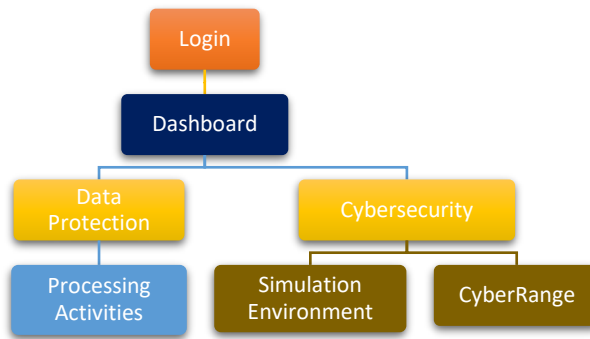 Login
Dashboard
Data
Protection
Cybersecurity
Processing
Activities
Simulation
Environment
CyberRange